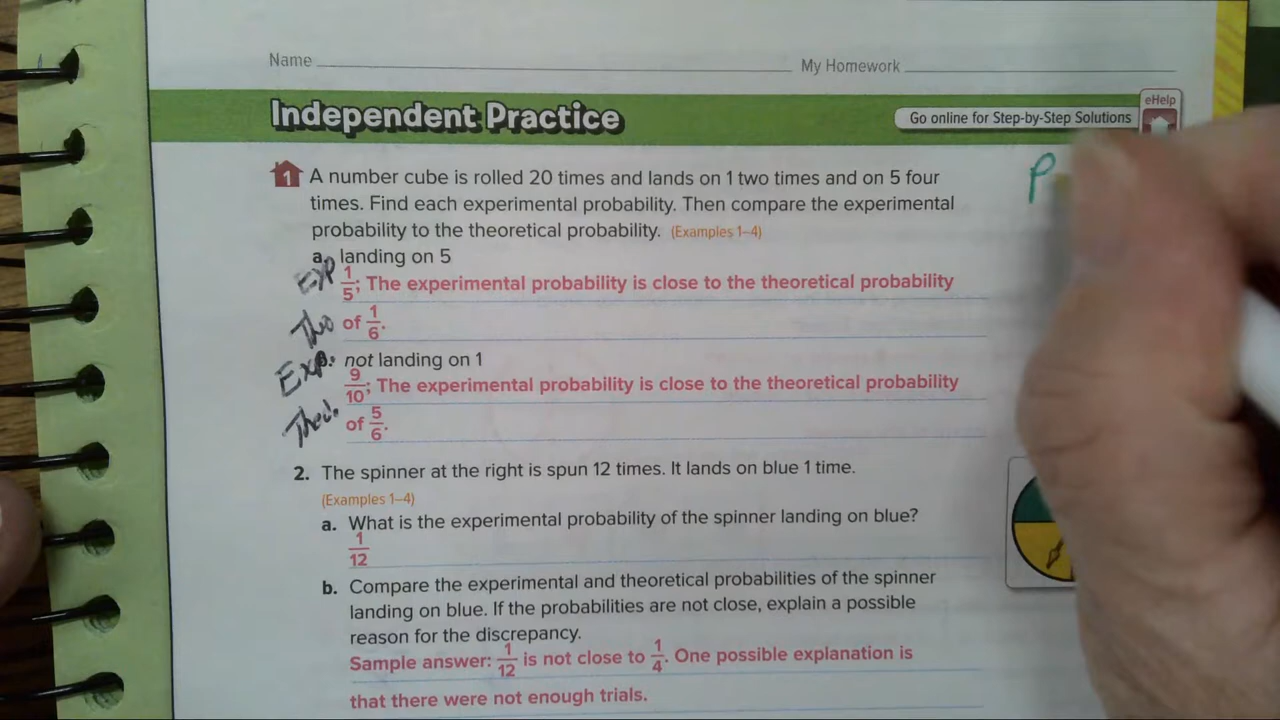 Name My Homework
Independent Practice
Go online for Step-by-Step Solutions
eHelp
1 A number cube is rolled 20 times and lands on 1 two times and on 5 four
times. Find each experimental probability. Then compare the experimental
probability to the theoretical probability. (Examples 1–4)
P
a. landing on 5
Exp 1/5; The experimental probability is close to the theoretical probability
Theo of 1/6.
not landing on 1
Exp. 9/10; The experimental probability is close to the theoretical probability
Theo. of 5/6.
2. The spinner at the right is spun 12 times. It lands on blue 1 time.
(Examples 1–4)
a. What is the experimental probability of the spinner landing on blue?
1/12
b. Compare the experimental and theoretical probabilities of the spinner
landing on blue. If the probabilities are not close, explain a possible
reason for the discrepancy.
Sample answer: 1/12 is not close to 1/4. One possible explanation is
that there were not enough trials.